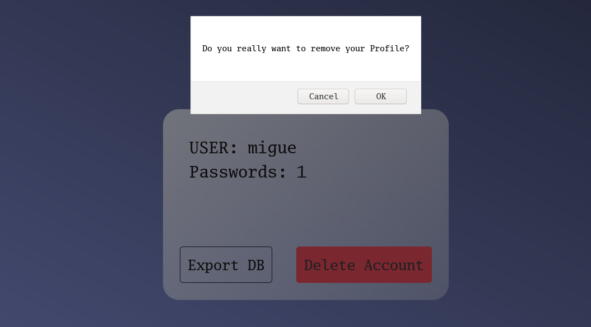 Do you really want to remove your Profile?
Cancel OK
USER: migue
Passwords: 1
Export DB Delete Account